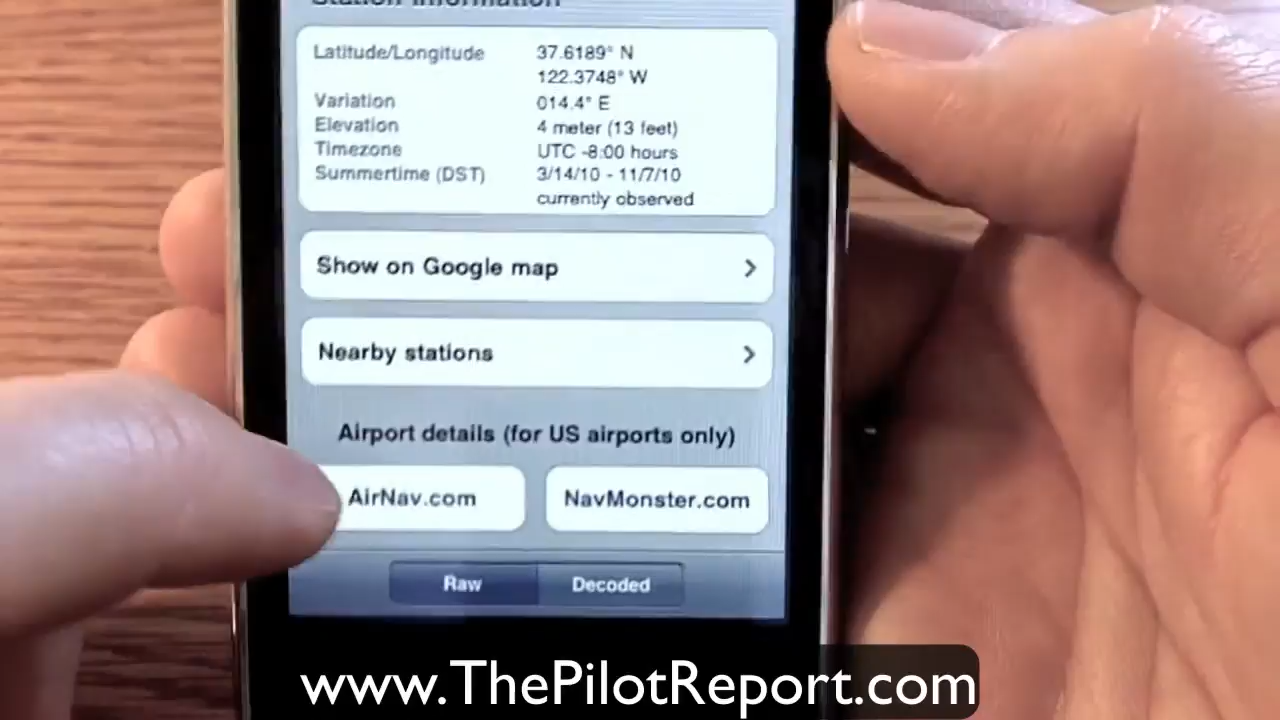 Station Information
Latitude/Longitude 37.6189° N
122.3748° W
Variation 014.4° E
Elevation 4 meter (13 feet)
Timezone UTC -8:00 hours
Summertime (DST) 3/14/10 - 11/7/10
currently observed
Show on Google map
Nearby stations
Airport details (for US airports only)
AirNav.com NavMonster.com
Raw Decoded
www.ThePilotReport.com